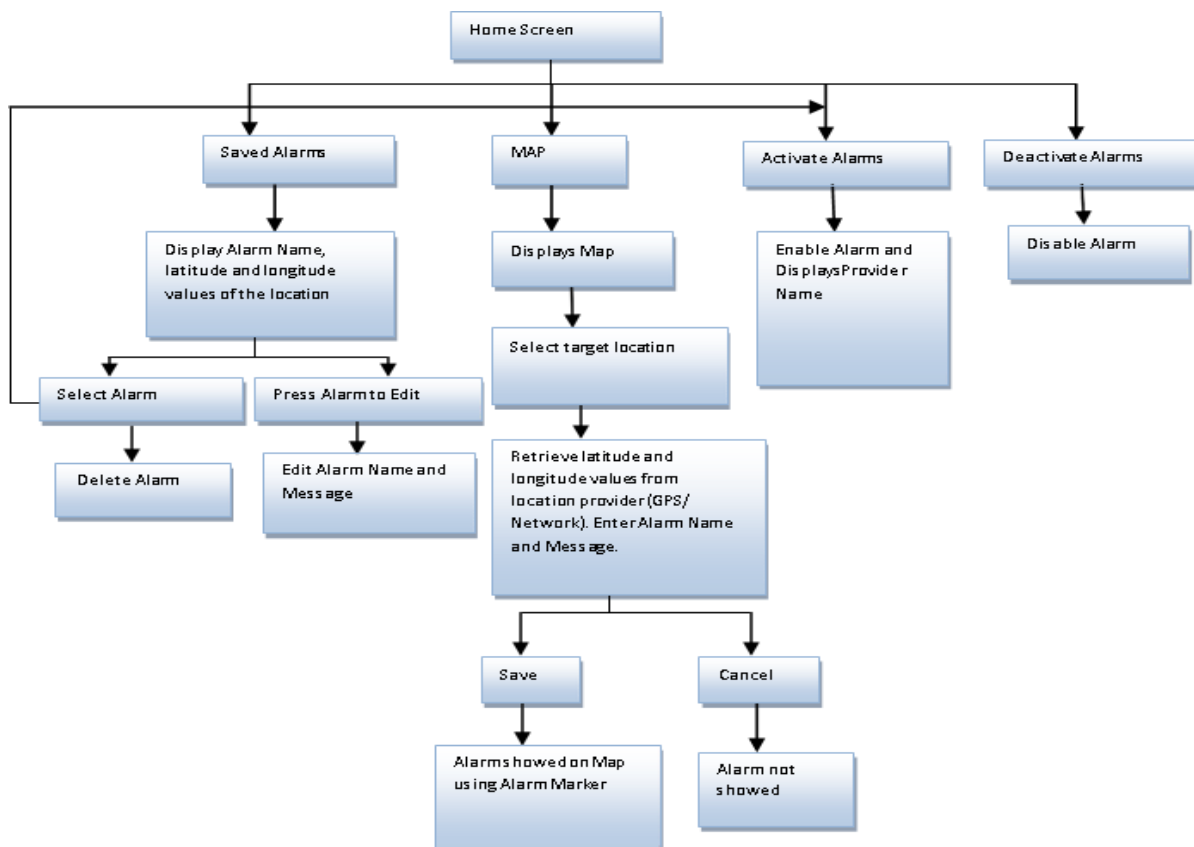 Home Screen
Saved Alarms
MAP
Activate Alarms
Deactivate Alarms
Display Alarm Name,
latitude and longitude
values of the location
Displays Map
Enable Alarm and
DisplaysProvider
Name
Disable Alarm
Select target location
Select Alarm
Press Alarm to Edit
Delete Alarm
Edit Alarm Name and
Message
Retrieve latitude and
longitude values from
location provider (GPS/
Network). Enter Alarm Name
and Message.
Save
Cancel
Alarm showed on Map
using Alarm Marker
Alarm not
showed